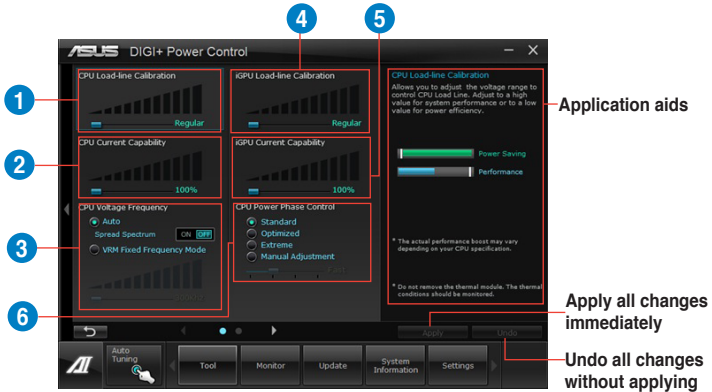 4
5
1
2
3
6
ASUS DIGI+ Power Control
CPU Load-line Calibration
Regular
iGPU Load-line Calibration
Regular
CPU Current Capability
100%
iGPU Current Capability
100%
CPU Voltage Frequency
Auto
Spread Spectrum ON OFF
VRM Fixed Frequency Mode
CPU Power Phase Control
Standard
Optimized
Extreme
Manual Adjustment
Fast
CPU Load-line Calibration
Allows you to adjust the voltage range to
control CPU Load Line. Adjust to a high
value for system performance or to a low
value for power efficiency.
Power Saving
Performance
* The actual performance boost may vary
depending on your CPU specification.
* Do not remove the thermal module. The thermal
conditions should be monitored.
Apply
Undo
Auto
Tuning
Tool
Monitor
Update
System
Information
Settings
Application aids
Apply all changes
immediately
Undo all changes
without applying